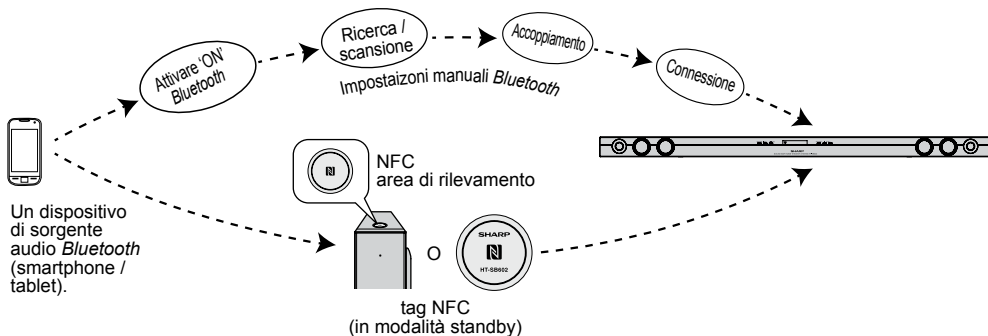 Attivare ‘ON’
Bluetooth
Ricerca /
scansione
Accoppiamento
Connessione
Impostaizoni manuali Bluetooth
SHARP
NFC
area di rilevamento
Un dispositivo
di sorgente
audio Bluetooth
(smartphone /
tablet).
O
SHARP
HT-SB602
tag NFC
(in modalità standby)